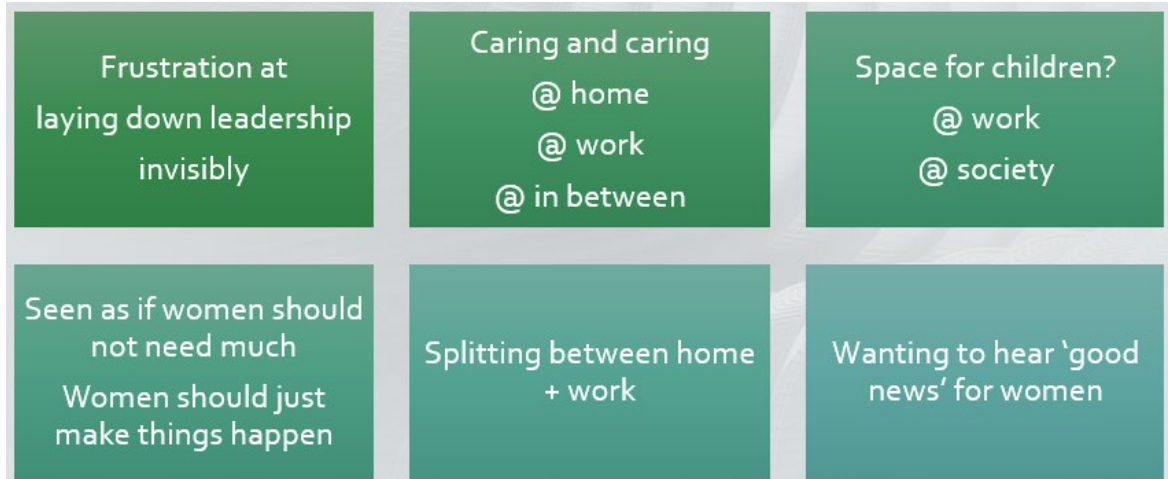 Frustration at
laying down leadership
invisibly
Caring and caring
@ home
@ work
@ in between
Space for children?
@ work
@ society
Seen as if women should
not need much
Women should just
make things happen
Splitting between home
+ work
Wanting to hear ‘good
news’ for women